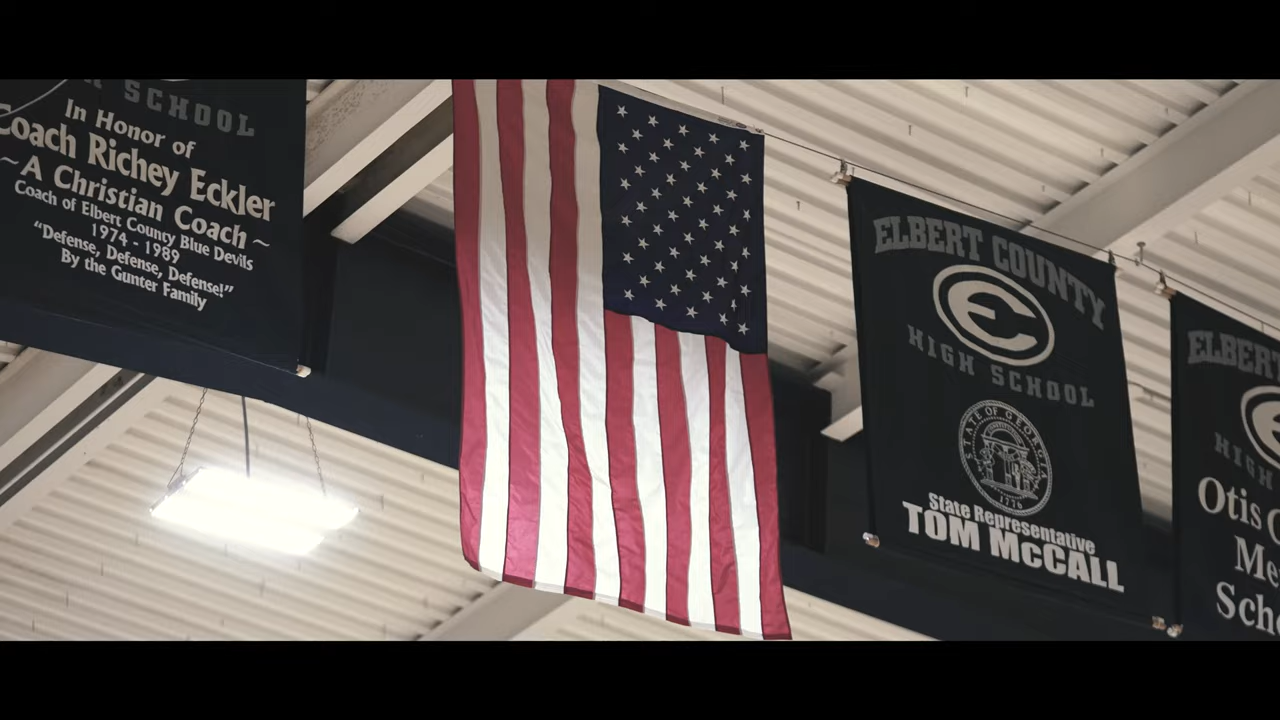 SCHOOL
In Honor of
Coach Richey Eckler
~A Christian Coach~
Coach of Elbert County Blue Devils
1974 - 1989
"Defense, Defense, Defense!"
By the Gunter Family
ELBERT COUNTY
E
HIGH SCHOOL
STATE OF GEORGIA
1776
State Representative
TOM McCALL
ELBERT
HIGH
Otis